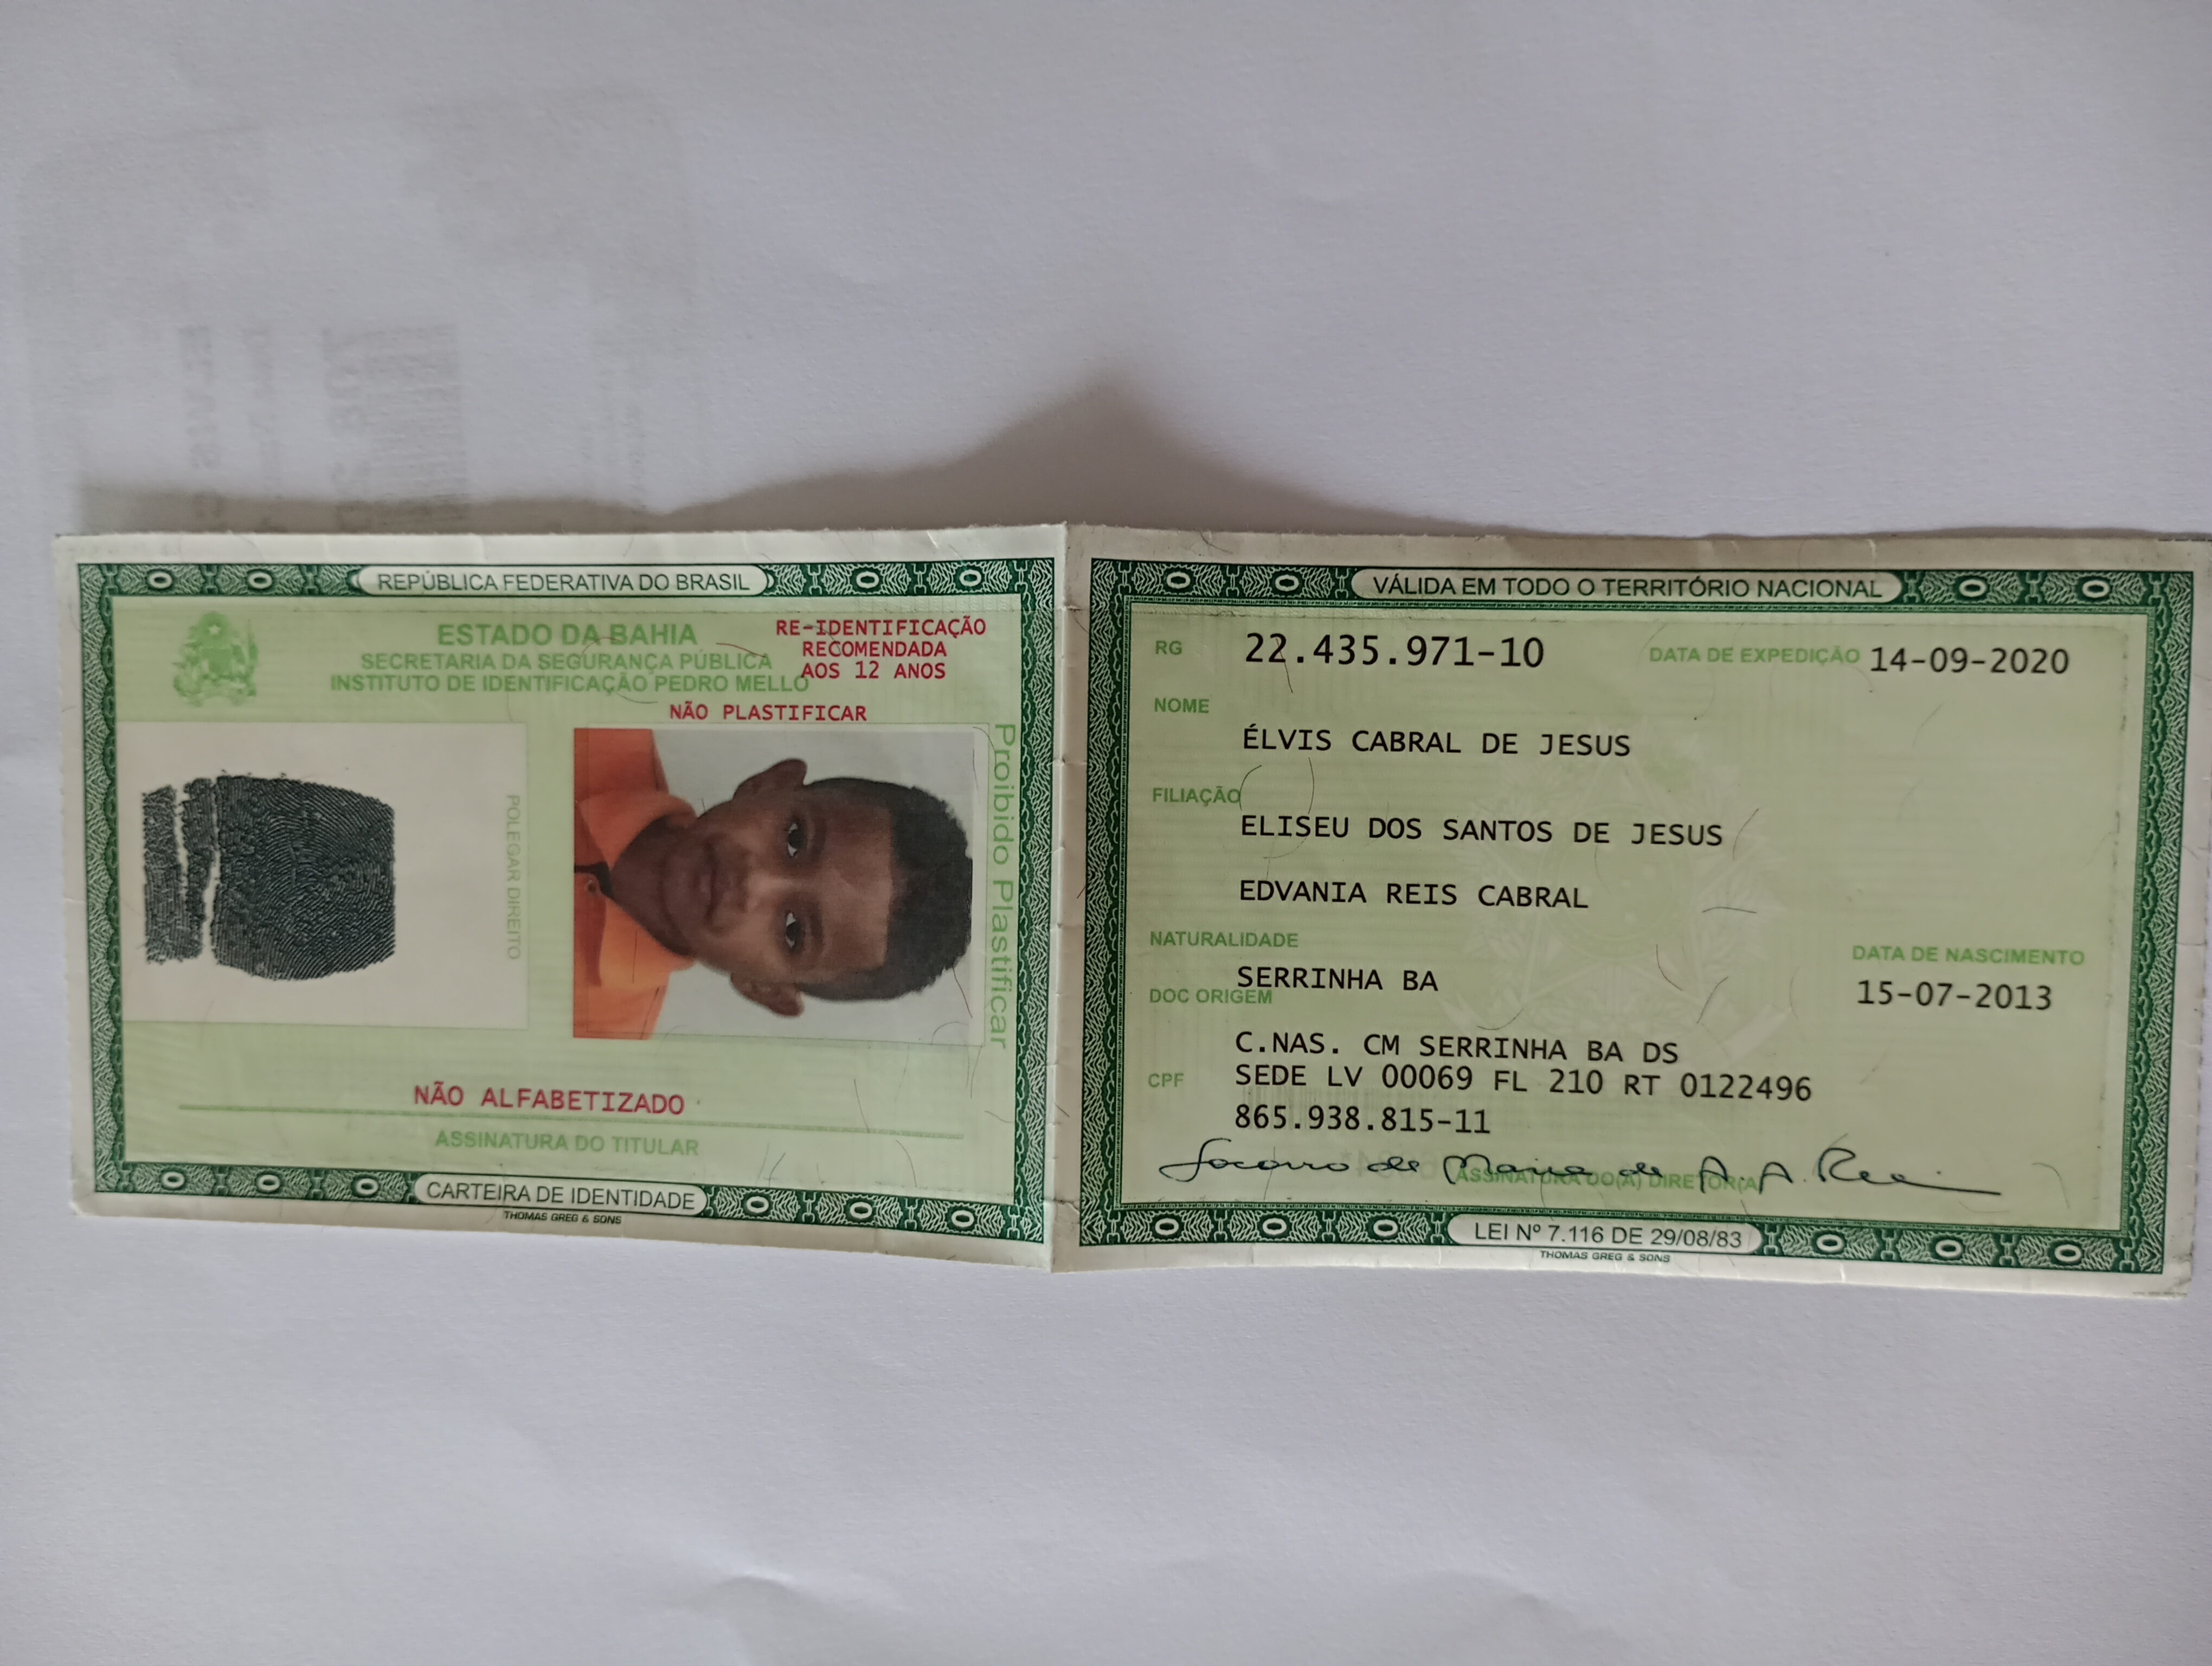 REPÚBLICA FEDERATIVA DO BRASIL
ESTADO DA BAHIA
SECRETARIA DA SEGURANÇA PÚBLICA
INSTITUTO DE IDENTIFICAÇÃO PEDRO MELLO
RE-IDENTIFICAÇÃO
RECOMENDADA
AOS 12 ANOS
NÃO PLASTIFICAR
POLEGAR DIREITO
Proibido Plastificar
NÃO ALFABETIZADO
ASSINATURA DO TITULAR
CARTEIRA DE IDENTIDADE
THOMAS GREG & SONS
VÁLIDA EM TODO O TERRITÓRIO NACIONAL
RG 22.435.971-10 DATA DE EXPEDIÇÃO 14-09-2020
NOME
ÉLVIS CABRAL DE JESUS
FILIAÇÃO
ELISEU DOS SANTOS DE JESUS
EDVANIA REIS CABRAL
NATURALIDADE DATA DE NASCIMENTO
SERRINHA BA 15-07-2013
DOC ORIGEM
C.NAS. CM SERRINHA BA DS
SEDE LV 00069 FL 210 RT 0122496
CPF
865.938.815-11
ASSINATURA DO(A) DIRETOR(A)
LEI Nº 7.116 DE 29/08/83
THOMAS GREG & SONS